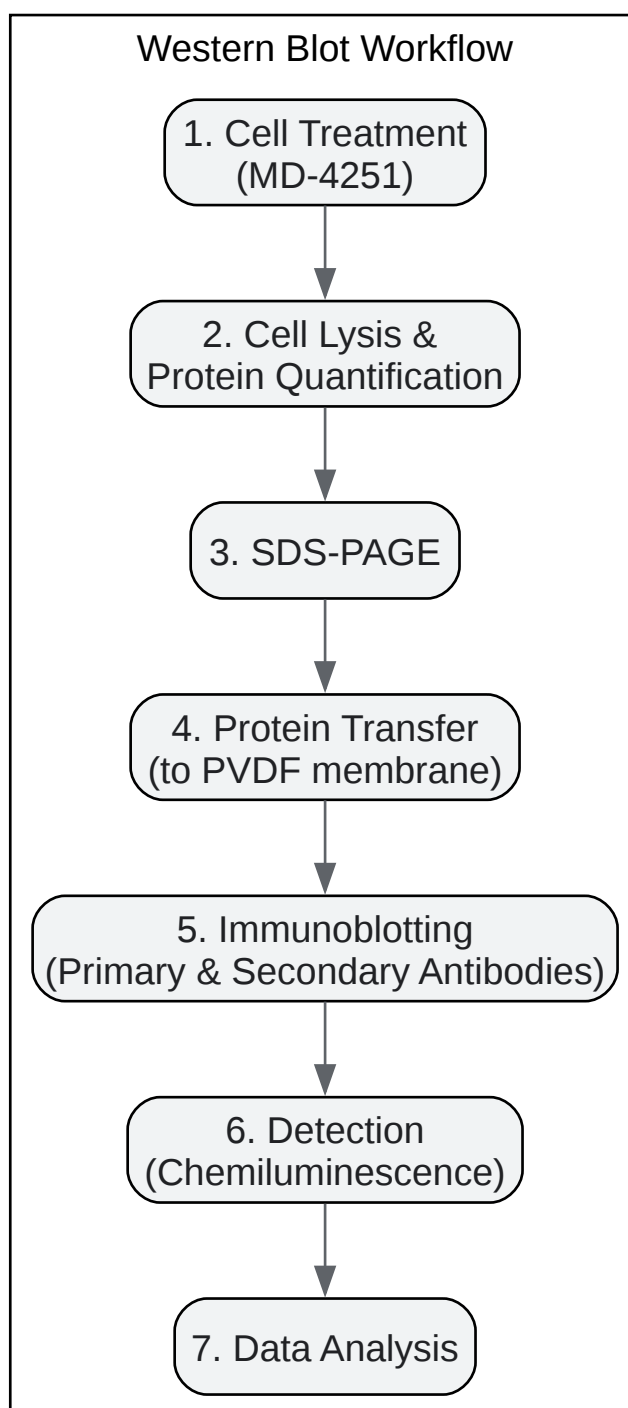 Western Blot Workflow
1. Cell Treatment
(MD-4251)
2. Cell Lysis &
Protein Quantification
3. SDS-PAGE
4. Protein Transfer
(to PVDF membrane)
5. Immunoblotting
(Primary & Secondary Antibodies)
6. Detection
(Chemiluminescence)
7. Data Analysis